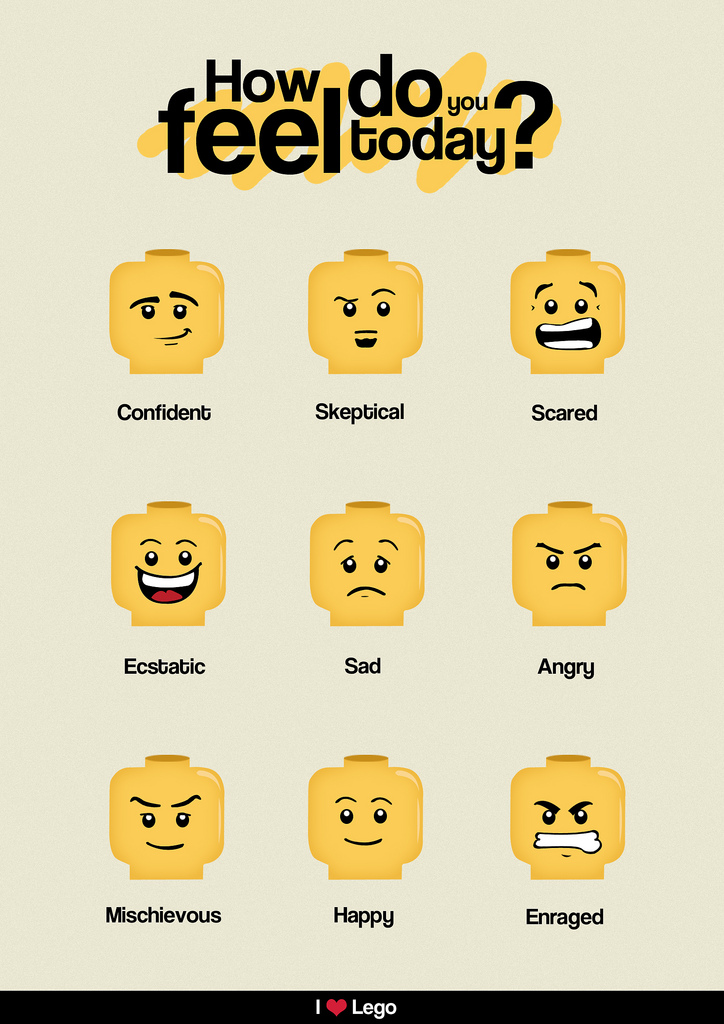 How do you
feel today?
Confident Skeptical Scared
Ecstatic Sad Angry
Mischievous Happy Enraged
I ❤ Lego